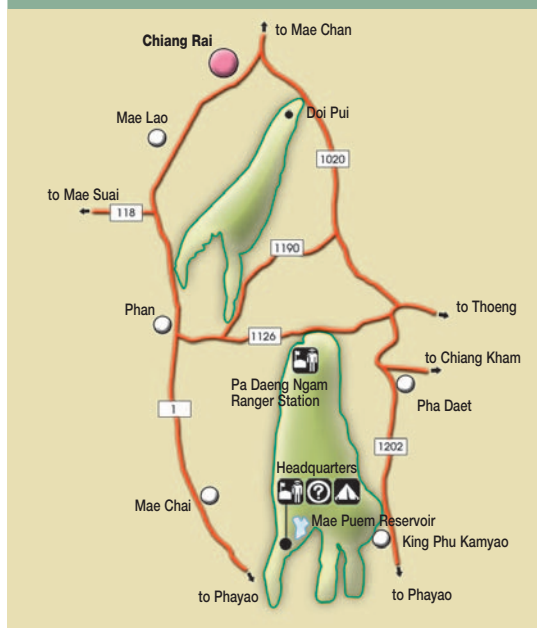 to Mae Chan
Chiang Rai
Doi Pui
Mae Lao
1020
to Mae Suai
118
1190
Phan
to Thoeng
1126
to Chiang Kham
Pa Daeng Ngam
Ranger Station
Pha Daet
1
1202
Headquarters
?
Mae Chai
Mae Puem Reservoir
King Phu Kamyao
to Phayao
to Phayao